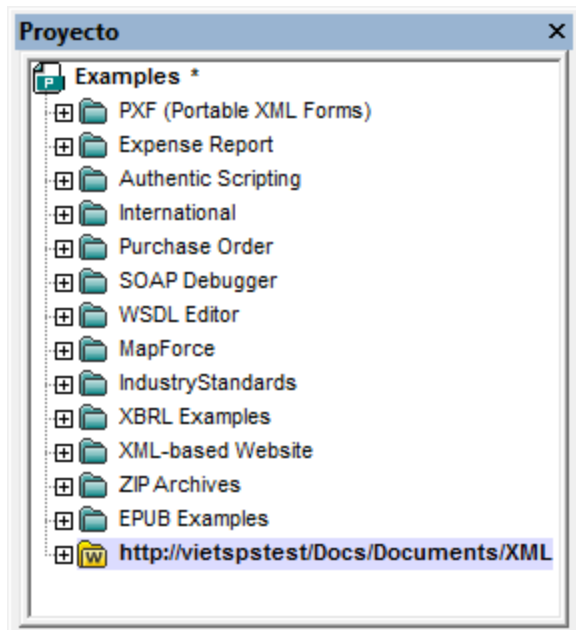 Proyecto
Examples *
PXF (Portable XML Forms)
Expense Report
Authentic Scripting
International
Purchase Order
SOAP Debugger
WSDL Editor
MapForce
IndustryStandards
XBRL Examples
XML-based Website
ZIP Archives
EPUB Examples
http://vietspstest/Docs/Documents/XML